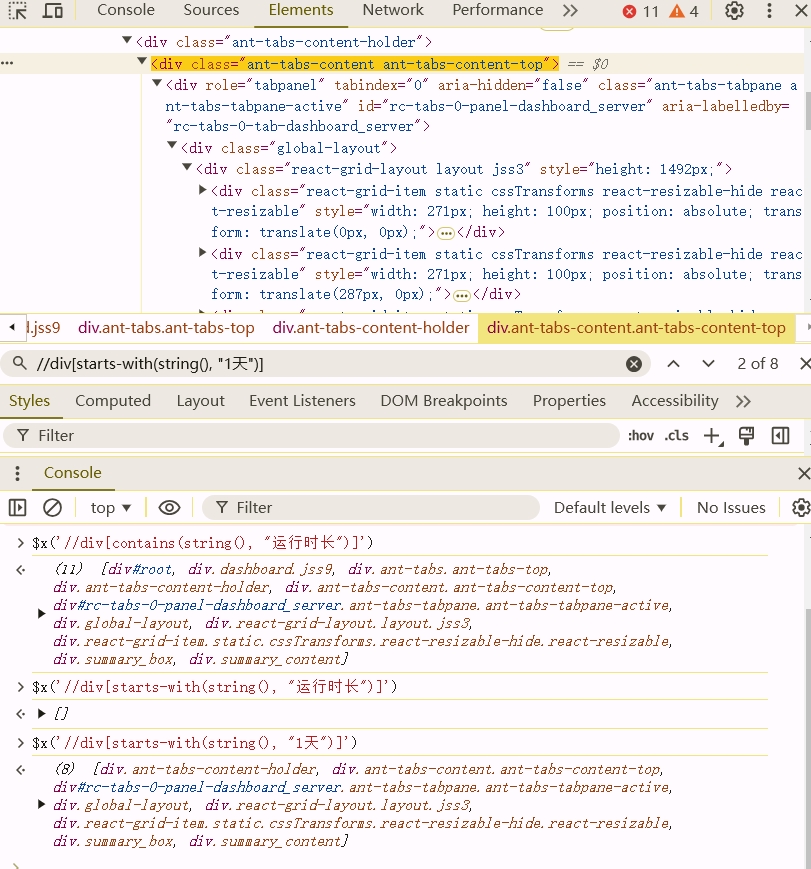 Console Sources Elements Network Performance 11 4
<div class="ant-tabs-content-holder">
<div class="ant-tabs-content ant-tabs-content-top"> == $0
<div role="tabpanel" tabindex="0" aria-hidden="false" class="ant-tabs-tabpane a
nt-tabs-tabpane-active" id="rc-tabs-0-panel-dashboard_server" aria-labelledby=
"rc-tabs-0-tab-dashboard_server">
<div class="global-layout">
<div class="react-grid-layout layout jss3" style="height: 1492px;">
<div class="react-grid-item static cssTransforms react-resizable-hide reac
t-resizable" style="width: 271px; height: 100px; position: absolute; trans
form: translate(0px, 0px);">…</div>
<div class="react-grid-item static cssTransforms react-resizable-hide reac
t-resizable" style="width: 271px; height: 100px; position: absolute; trans
form: translate(287px, 0px);">…</div>
d.jss9 div.ant-tabs.ant-tabs-top div.ant-tabs-content-holder div.ant-tabs-content.ant-tabs-content-top
//div[starts-with(string(), "1天")] 2 of 8
Styles Computed Layout Event Listeners DOM Breakpoints Properties Accessibility
Filter :hov .cls
Console
top Filter Default levels No Issues
$x('//div[contains(string(), "运行时长")]')
(11) [div#root, div.dashboard.jss9, div.ant-tabs.ant-tabs-top,
div.ant-tabs-content-holder, div.ant-tabs-content.ant-tabs-content-top,
div#rc-tabs-0-panel-dashboard_server.ant-tabs-tabpane.ant-tabs-tabpane-active,
div.global-layout, div.react-grid-layout.layout.jss3,
div.react-grid-item.static.cssTransforms.react-resizable-hide.react-resizable,
div.summary_box, div.summary_content]
$x('//div[starts-with(string(), "运行时长")]')
[]
$x('//div[starts-with(string(), "1天")]')
(8) [div.ant-tabs-content-holder, div.ant-tabs-content.ant-tabs-content-top,
div#rc-tabs-0-panel-dashboard_server.ant-tabs-tabpane.ant-tabs-tabpane-active,
div.global-layout, div.react-grid-layout.layout.jss3,
div.react-grid-item.static.cssTransforms.react-resizable-hide.react-resizable,
div.summary_box, div.summary_content]